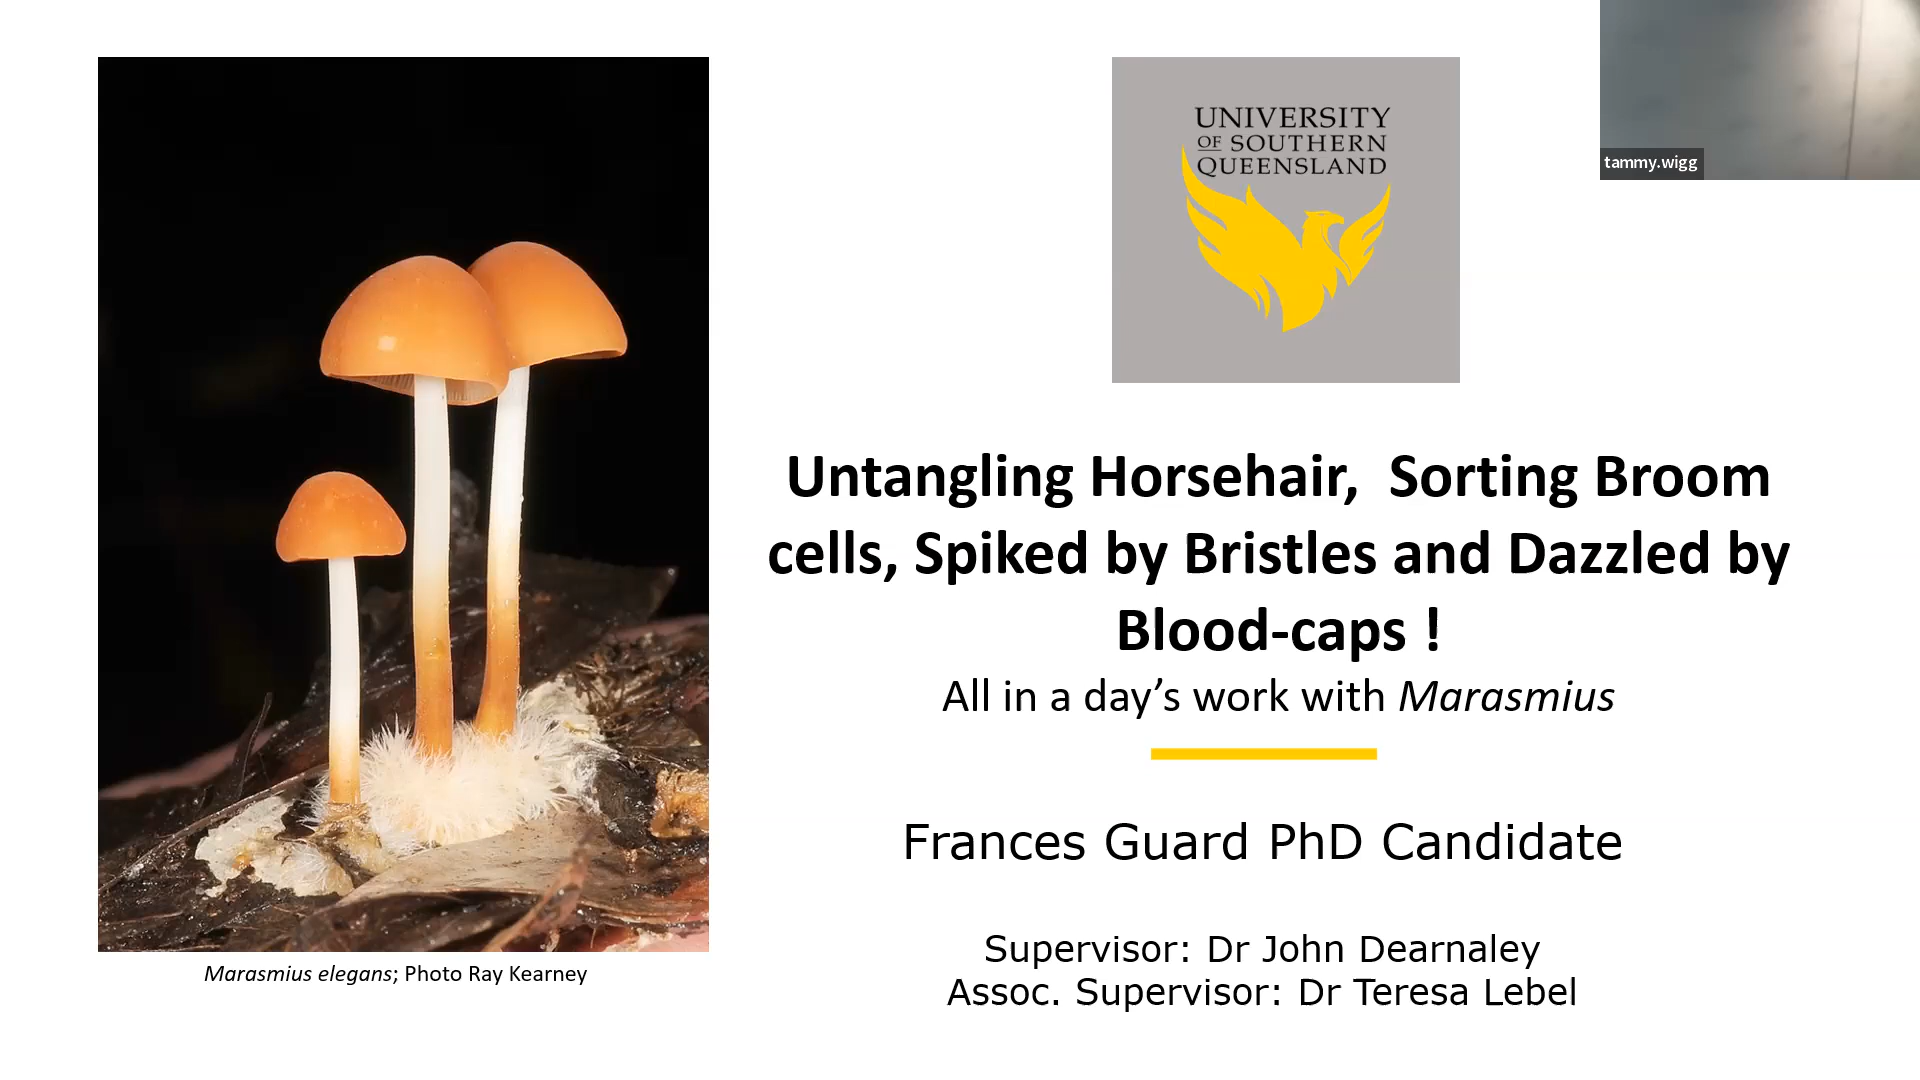 UNIVERSITY
OF SOUTHERN
QUEENSLAND
tammy.wigg
Untangling Horsehair,  Sorting Broom
cells, Spiked by Bristles and Dazzled by
Blood-caps !
All in a day’s work with Marasmius
Frances Guard PhD Candidate
Supervisor: Dr John Dearnaley
Assoc. Supervisor: Dr Teresa Lebel
Marasmius elegans; Photo Ray Kearney